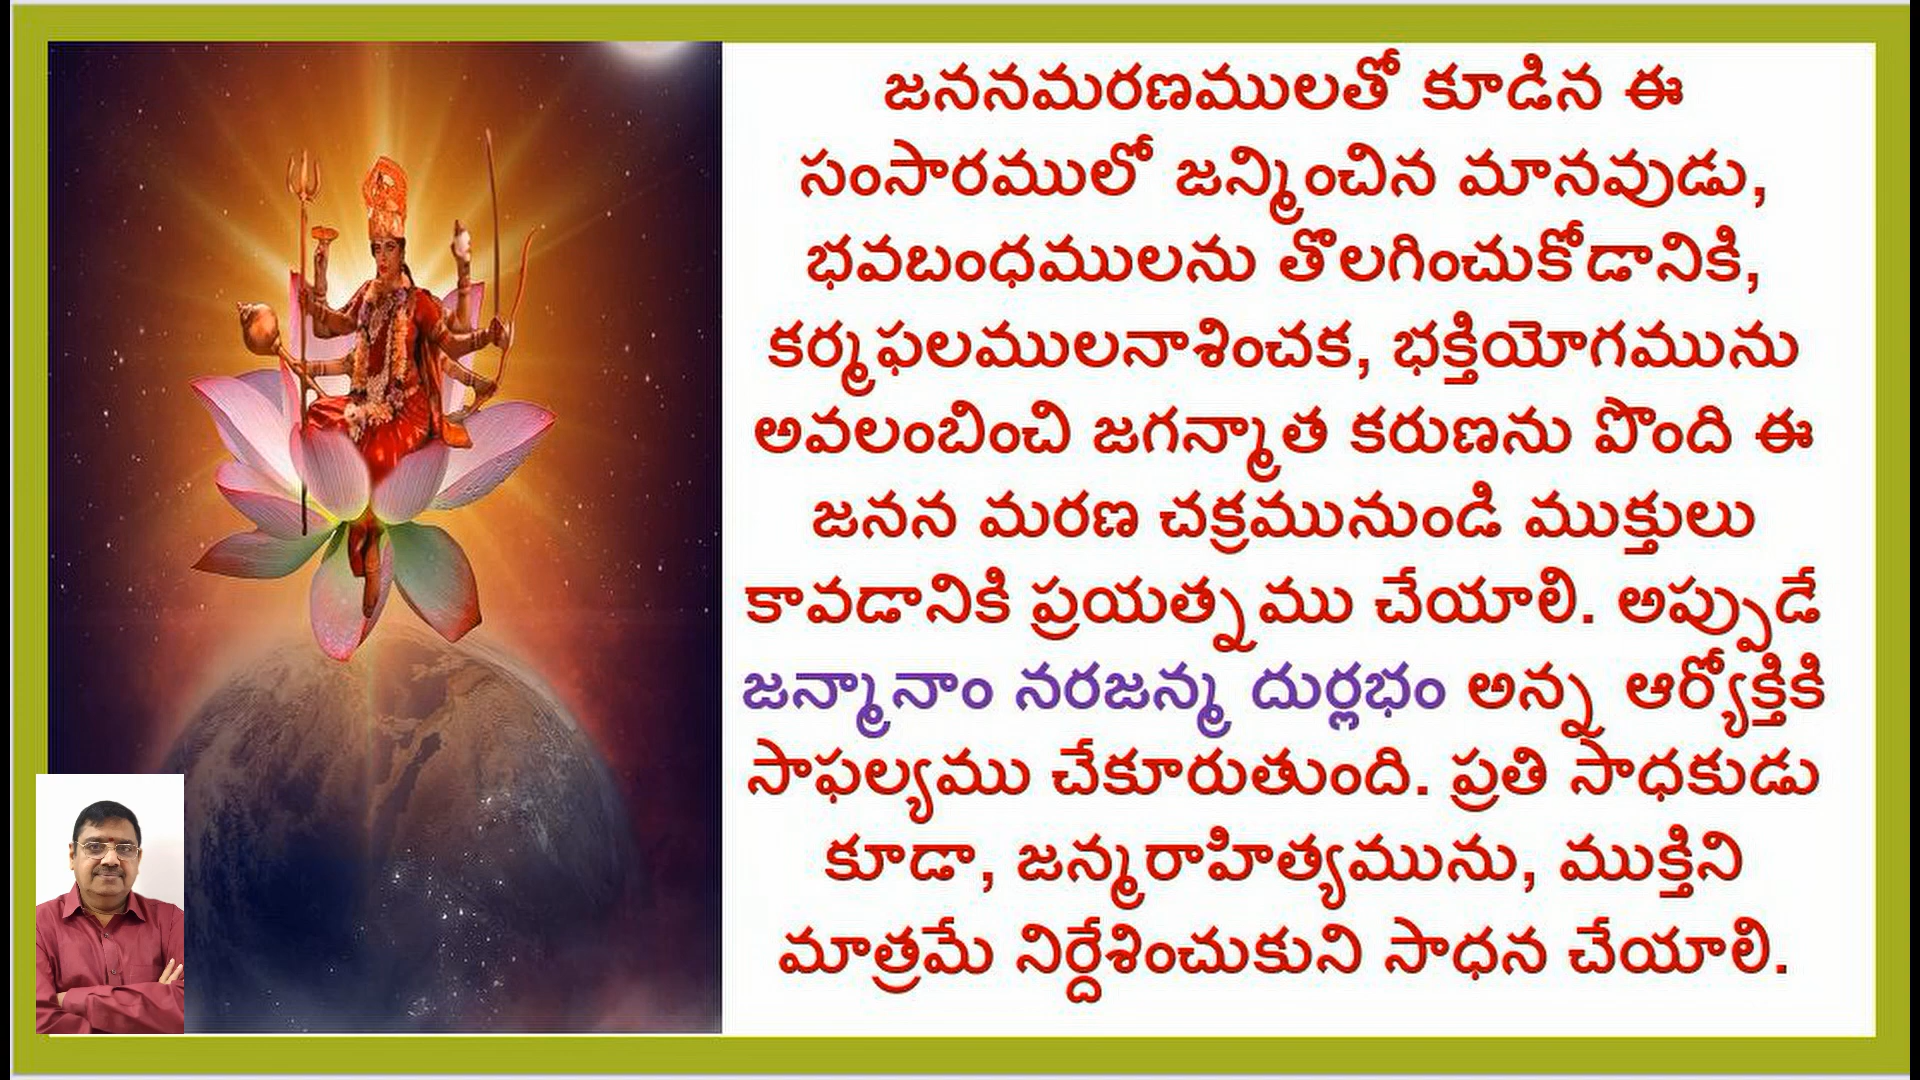 జననమరణములతో కూడిన ఈ
సంసారములో జన్మించిన మానవుడు,
భవబంధములను తొలగించుకోడానికి,
కర్మఫలములనాశించక, భక్తియోగమును
అవలంబించి జగన్మాత కరుణను పొంది ఈ
జనన మరణ చక్రమునుండి ముక్తులు
కావడానికి ప్రయత్నము చేయాలి. అప్పుడే
జన్మానాం నరజన్మ దుర్లభం అన్న ఆర్యోక్తికి
సాఫల్యము చేకూరుతుంది. ప్రతి సాధకుడు
కూడా, జన్మరాహిత్యమును, ముక్తిని
మాత్రమే నిర్దేశించుకుని సాధన చేయాలి.